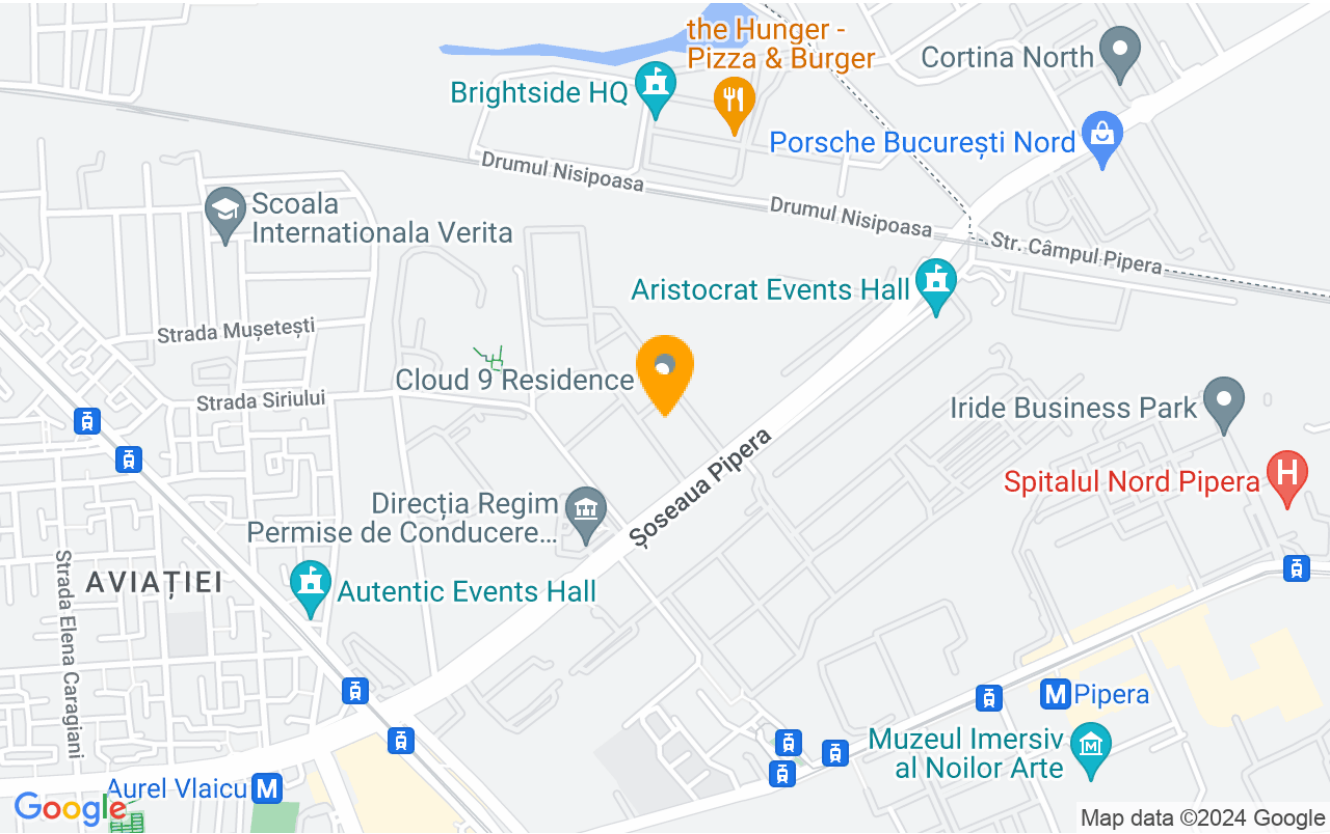 the Hunger -
Pizza & Burger
Cortina North
Brightside HQ
Porsche București Nord
Drumul Nisipoasa
Scoala
Internationala Verita
Drumul Nisipoasa
Str. Câmpul Pipera
Aristocrat Events Hall
Strada Mușetești
Cloud 9 Residence
Strada Siriului
Iride Business Park
Șoseaua Pipera
Spitalul Nord Pipera
H
Direcția Regim
Permise de Conducere...
AVIAȚIEI
Autentic Events Hall
Strada Elena Caragiani
M Pipera
Muzeul Imersiv
al Noilor Arte
M
Aurel Vlaicu M
Google
Map data ©2024 Google